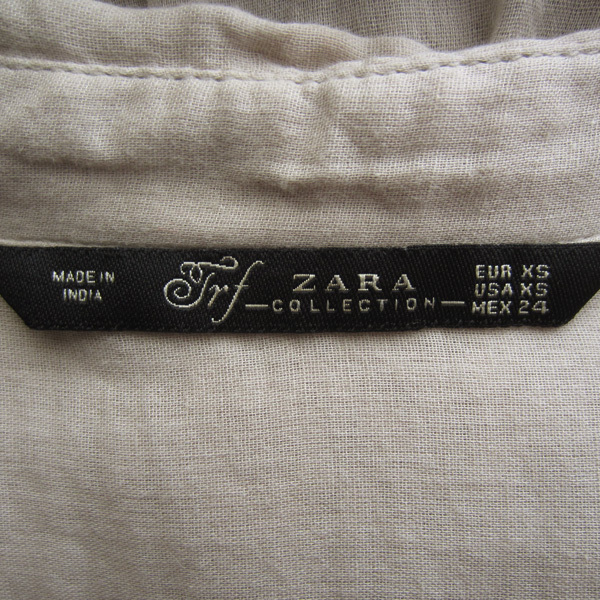 MADE IN
INDIA
Trf
ZARA
COLLECTION
EUR XS
USA XS
MEX 24